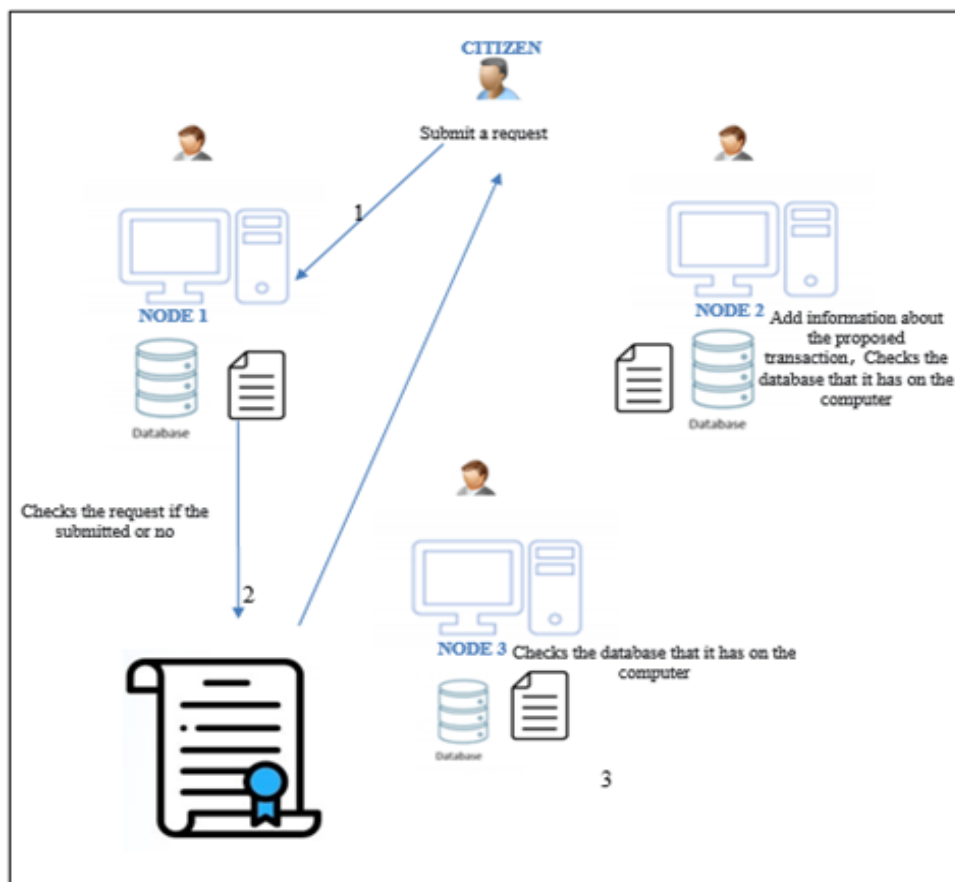 CITIZEN
Submit a request
1
NODE 1
Database
NODE 2
Add information about
the proposed
transaction, Checks the
database that it has on the
computer
Database
Checks the request if the
submitted or no
2
NODE 3
Checks the database that it has on the
computer
Database
3